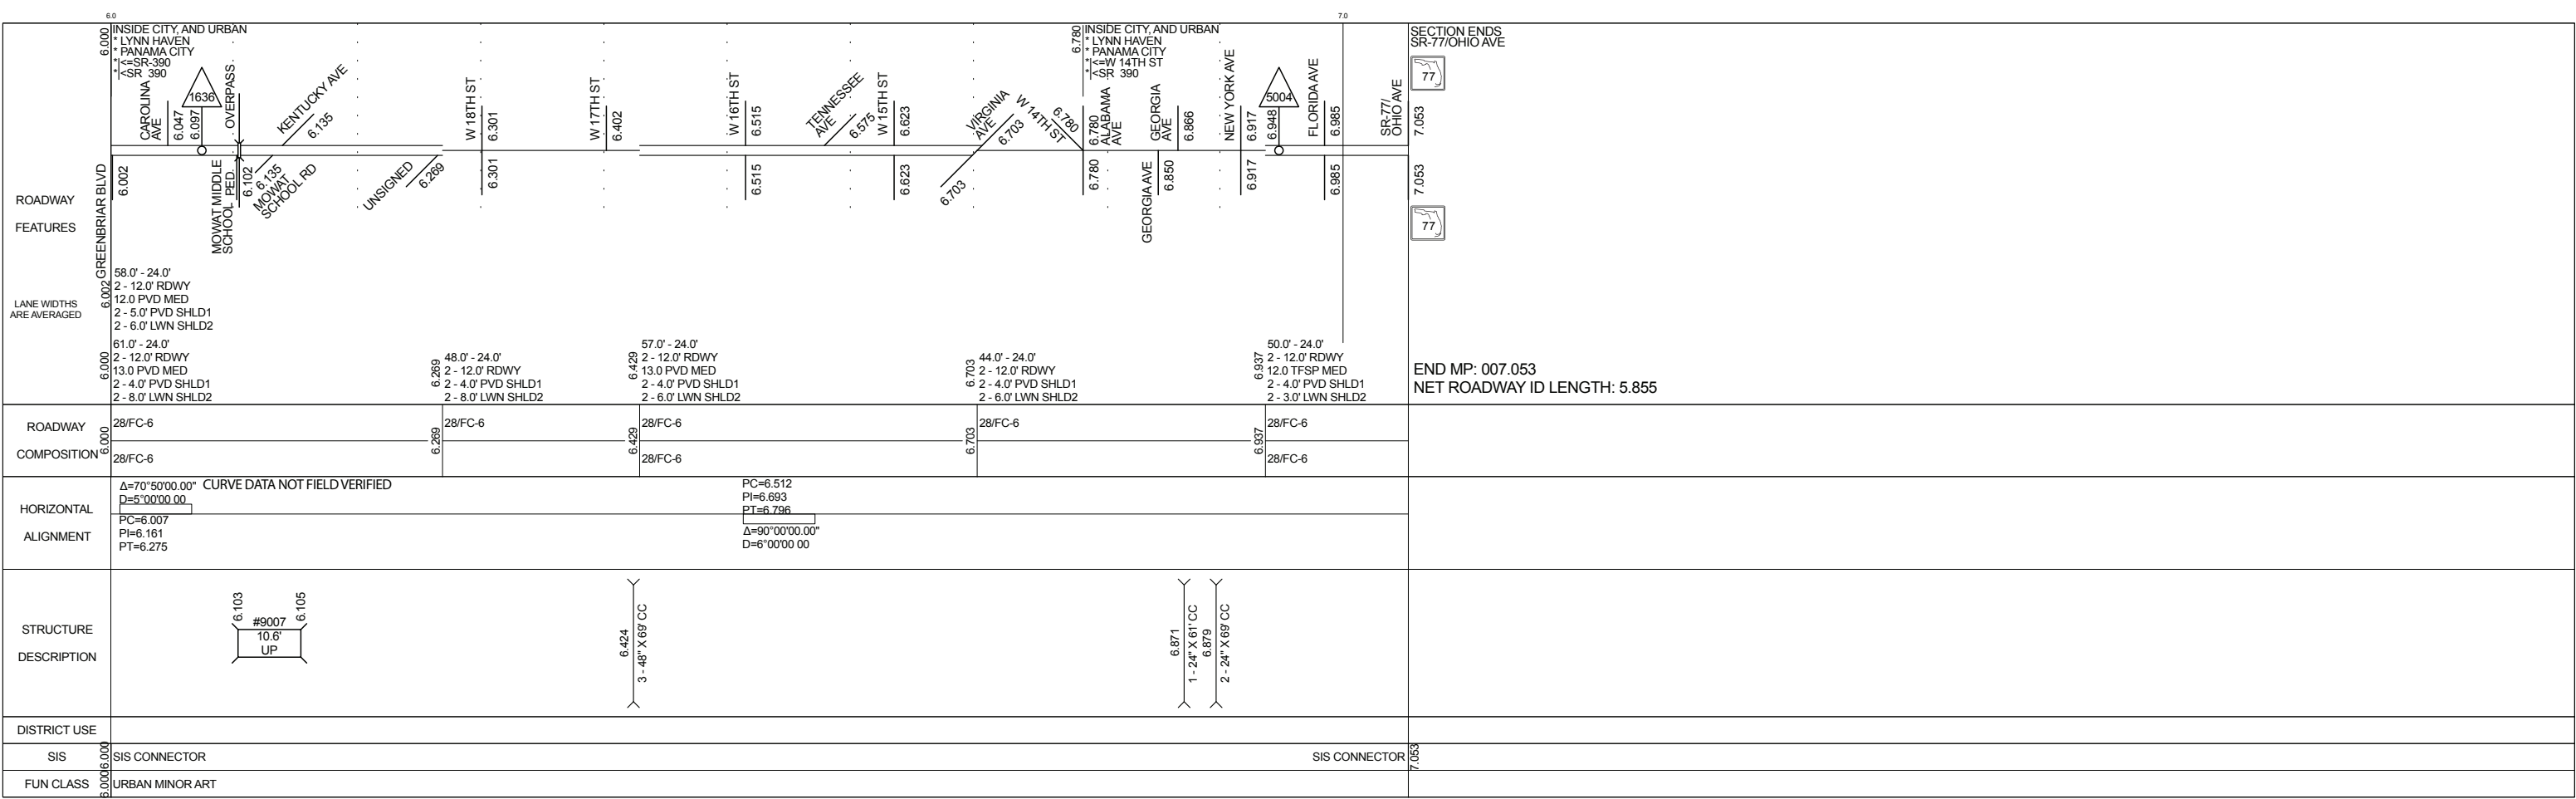 6.0
7.0
6.000
INSIDE CITY, AND URBAN
* LYNN HAVEN
* PANAMA CITY
*|<=SR-390
*|<SR 390
6.780
INSIDE CITY, AND URBAN
* LYNN HAVEN
* PANAMA CITY
*|<=W 14TH ST
*|<SR 390
SECTION ENDS
SR-77/OHIO AVE
77
CAROLINA
AVE
6.047
6.097
1636
OVERPASS
KENTUCKY AVE
6.135
W 18TH ST
6.301
W 17TH ST
6.402
W 16TH ST
6.515
TENNESSEE
AVE
6.575
W 15TH ST
6.623
VIRGINIA
AVE
6.703
W 14TH ST
6.780
6.780
ALABAMA
AVE
GEORGIA
AVE
6.866
NEW YORK AVE
6.917
6.948
5004
FLORIDA AVE
6.985
SR-77/
OHIO AVE
7.053
ROADWAY
FEATURES
LANE WIDTHS
ARE AVERAGED
GREENBRIAR BLVD
6.002
MOWAT MIDDLE
SCHOOL PED.
6.102
6.135
MOWAT
SCHOOL RD
UNSIGNED
6.269
6.301
6.515
6.623
6.703
6.780
GEORGIA AVE
6.850
6.917
6.985
7.053
77
6.002
58.0' - 24.0'
2 - 12.0' RDWY
12.0 PVD MED
2 - 5.0' PVD SHLD1
2 - 6.0' LWN SHLD2
6.000
61.0' - 24.0'
2 - 12.0' RDWY
13.0 PVD MED
2 - 4.0' PVD SHLD1
2 - 8.0' LWN SHLD2
6.269
48.0' - 24.0'
2 - 12.0' RDWY
2 - 4.0' PVD SHLD1
2 - 8.0' LWN SHLD2
6.429
57.0' - 24.0'
2 - 12.0' RDWY
13.0 PVD MED
2 - 4.0' PVD SHLD1
2 - 6.0' LWN SHLD2
6.703
44.0' - 24.0'
2 - 12.0' RDWY
2 - 4.0' PVD SHLD1
2 - 6.0' LWN SHLD2
6.937
50.0' - 24.0'
2 - 12.0' RDWY
12.0 TFSP MED
2 - 4.0' PVD SHLD1
2 - 3.0' LWN SHLD2
END MP: 007.053
NET ROADWAY ID LENGTH: 5.855
ROADWAY
COMPOSITION
6.000
28/FC-6
28/FC-6
6.269
28/FC-6
6.429
28/FC-6
28/FC-6
6.703
28/FC-6
6.937
28/FC-6
28/FC-6
HORIZONTAL
ALIGNMENT
Δ=70°50'00.00" CURVE DATA NOT FIELD VERIFIED
D=5°00'00 00
PC=6.007
PI=6.161
PT=6.275
PC=6.512
PI=6.693
PT=6.796
Δ=90°00'00.00"
D=6°00'00 00
STRUCTURE
DESCRIPTION
6.103
#9007
10.6'
UP
6.105
6.424
3 - 48" X 69' CC
6.871
1 - 24" X 61' CC
6.879
2 - 24" X 69' CC
DISTRICT USE
SIS
6.000
SIS CONNECTOR
SIS CONNECTOR
7.053
FUN CLASS
6.000
URBAN MINOR ART